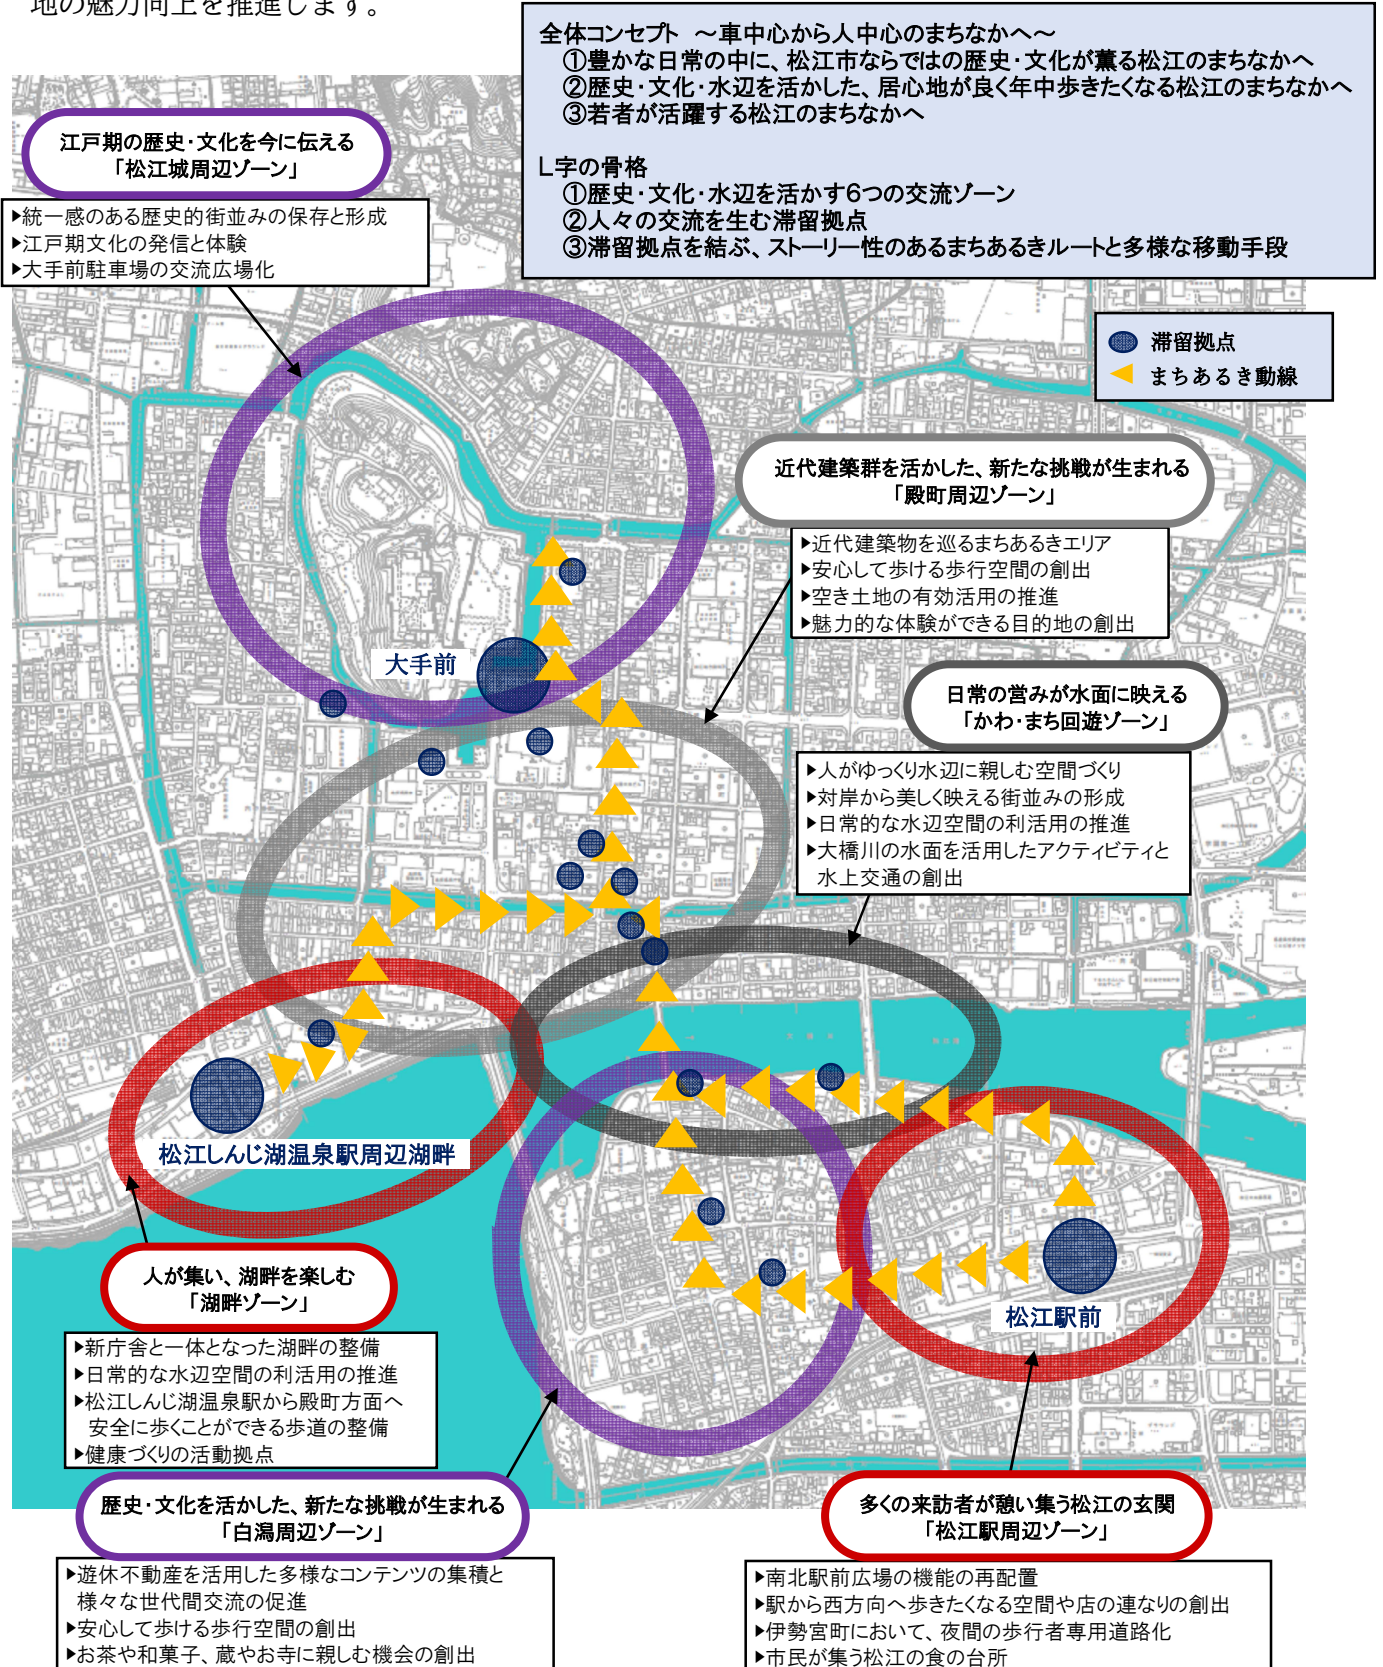 地の魅力向上を推進します。
全体コンセプト ～車中心から人中心のまちなかへ～
①豊かな日常の中に、松江市ならではの歴史・文化が薫る松江のまちなかへ
②歴史・文化・水辺を活かした、居心地が良く年中歩きたくなる松江のまちなかへ
③若者が活躍する松江のまちなかへ
L字の骨格
①歴史・文化・水辺を活かす6つの交流ゾーン
②人々の交流を生む滞留拠点
③滞留拠点を結ぶ、ストーリー性のあるまちあるきルートと多様な移動手段
江戸期の歴史・文化を今に伝える
「松江城周辺ゾーン」
▶統一感のある歴史的街並みの保存と形成
▶江戸期文化の発信と体験
▶大手前駐車場の交流広場化
滞留拠点
まちあるき動線
近代建築群を活かした、新たな挑戦が生まれる
「殿町周辺ゾーン」
▶近代建築物を巡るまちあるきエリア
▶安心して歩ける歩行空間の創出
▶空き土地の有効活用の推進
▶魅力的な体験ができる目的地の創出
大手前
日常の営みが水面に映える
「かわ・まち回遊ゾーン」
▶人がゆっくり水辺に親しむ空間づくり
▶対岸から美しく映える街並みの形成
▶日常的な水辺空間の利活用の推進
▶大橋川の水面を活用したアクティビティと
水上交通の創出
松江しんじ湖温泉駅周辺湖畔
人が集い、湖畔を楽しむ
「湖畔ゾーン」
▶新庁舎と一体となった湖畔の整備
▶日常的な水辺空間の利活用の推進
▶松江しんじ湖温泉駅から殿町方面へ
安全に歩くことができる歩道の整備
▶健康づくりの活動拠点
松江駅前
歴史・文化を活かした、新たな挑戦が生まれる
「白潟周辺ゾーン」
▶遊休不動産を活用した多様なコンテンツの集積と
様々な世代間交流の促進
▶安心して歩ける歩行空間の創出
▶お茶や和菓子、蔵やお寺に親しむ機会の創出
多くの来訪者が憩い集う松江の玄関
「松江駅周辺ゾーン」
▶南北駅前広場の機能の再配置
▶駅から西方向へ歩きたくなる空間や店の連なりの創出
▶伊勢宮町において、夜間の歩行者専用道路化
▶市民が集う松江の食の台所